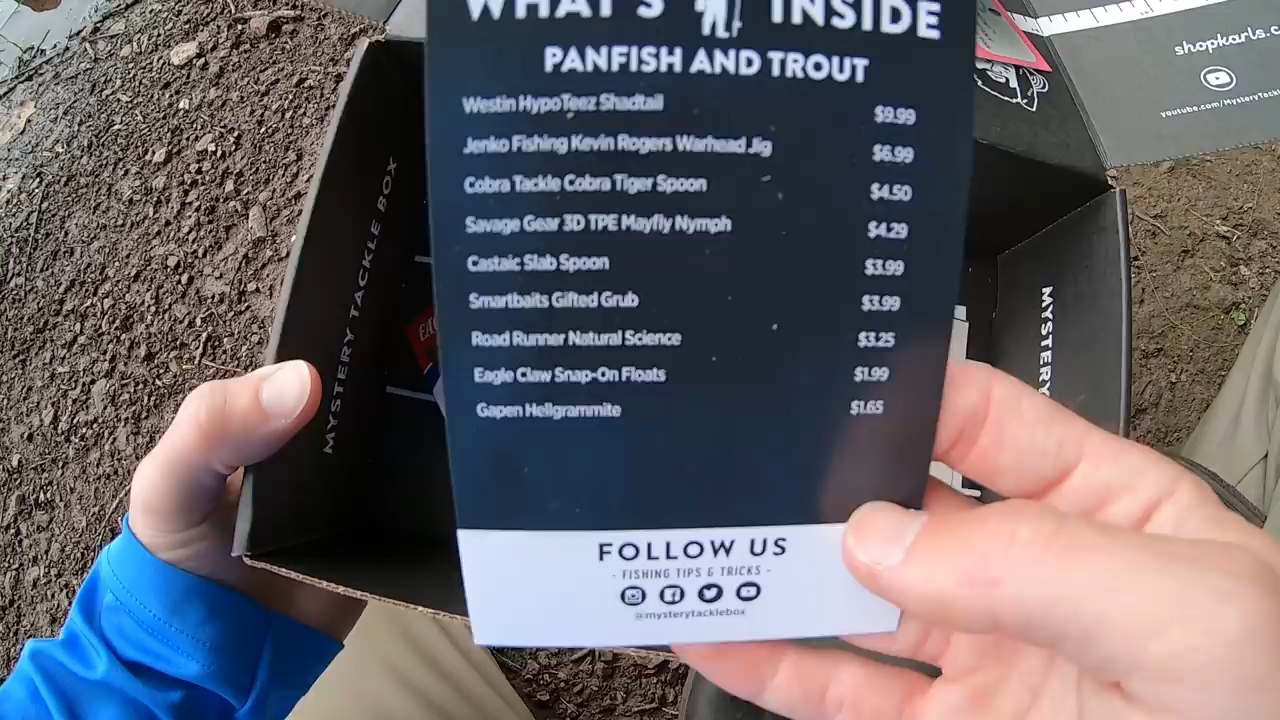 WHAT'S INSIDE
PANFISH AND TROUT
Westin HypoTeez Shadtail $9.99
Jenko Fishing Kevin Rogers Warhead Jig $6.99
Cobra Tackle Cobra Tiger Spoon $4.50
Savage Gear 3D TPE Mayfly Nymph $4.29
Castaic Slab Spoon $3.99
Smartbaits Gifted Grub $3.99
Road Runner Natural Science $3.25
Eagle Claw Snap-On Floats $1.99
Gapen Hellgrammite $1.65
FOLLOW US
- FISHING TIPS & TRICKS -
@mysterytacklebox
MYSTERY TACKLE BOX
MYSTERY
shopkarls.c
youtube.com/MysteryTackl